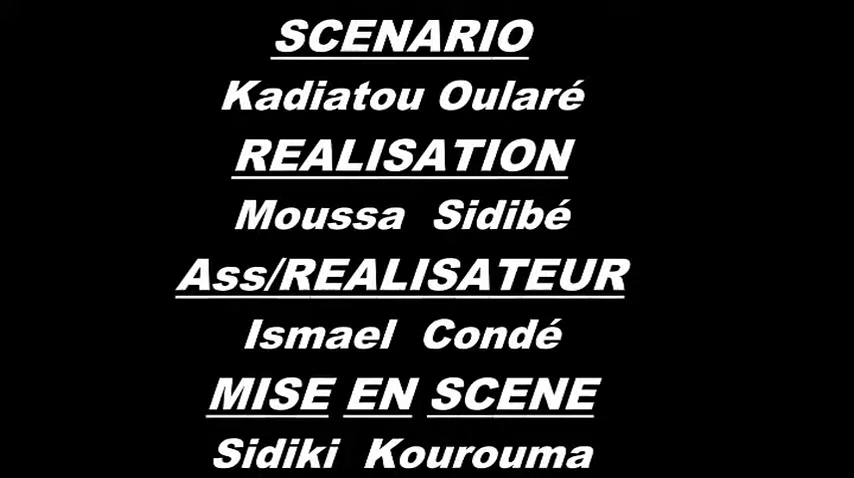 SCENARIO
Kadiatou Oularé
REALISATION
Moussa Sidibé
Ass/REALISATEUR
Ismael Condé
MISE EN SCENE
Sidiki Kourouma